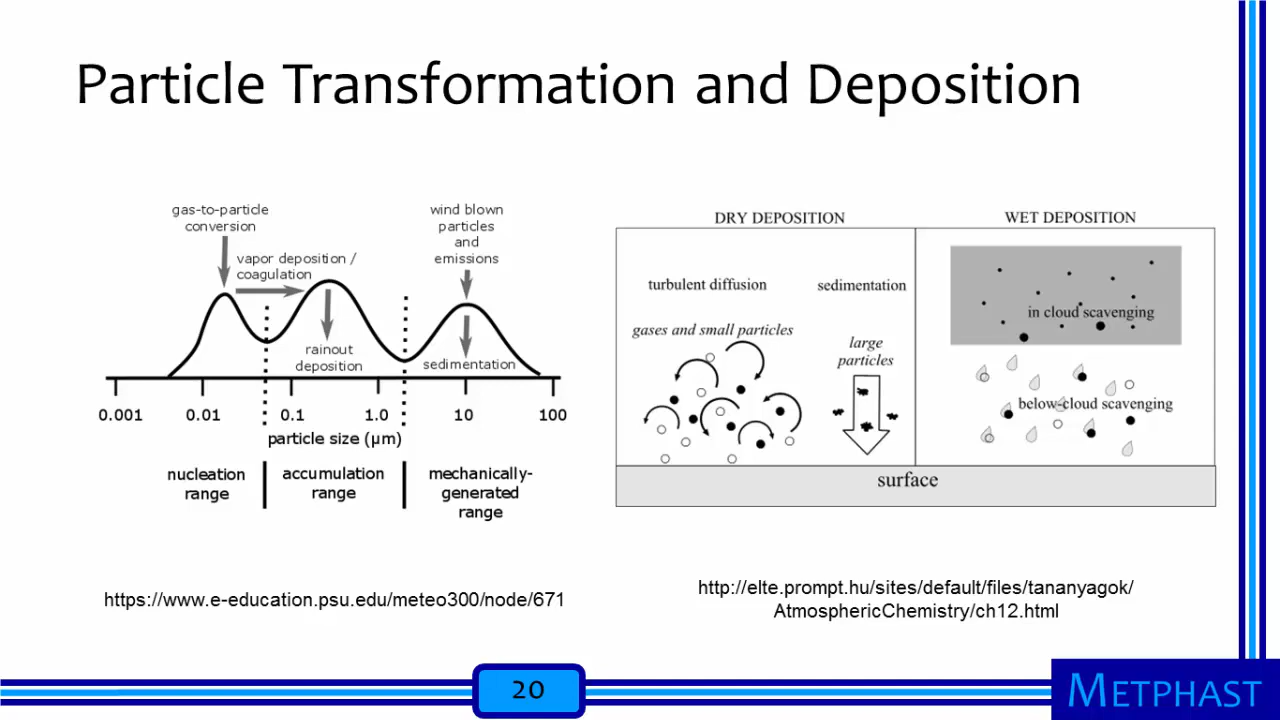 Particle Transformation and Deposition
gas-to-particle
conversion
vapor deposition /
coagulation
wind blown
particles
and
emissions
rainout
deposition
sedimentation
0.001
0.01
0.1
1.0
10
100
particle size (μm)
nucleation
range
accumulation
range
mechanically-
generated
range
https://www.e-education.psu.edu/meteo300/node/671
DRY DEPOSITION
WET DEPOSITION
turbulent diffusion
sedimentation
gases and small particles
large
particles
in cloud scavenging
below-cloud scavenging
surface
http://elte.prompt.hu/sites/default/files/tananyagok/
AtmosphericChemistry/ch12.html
20
METPHAST